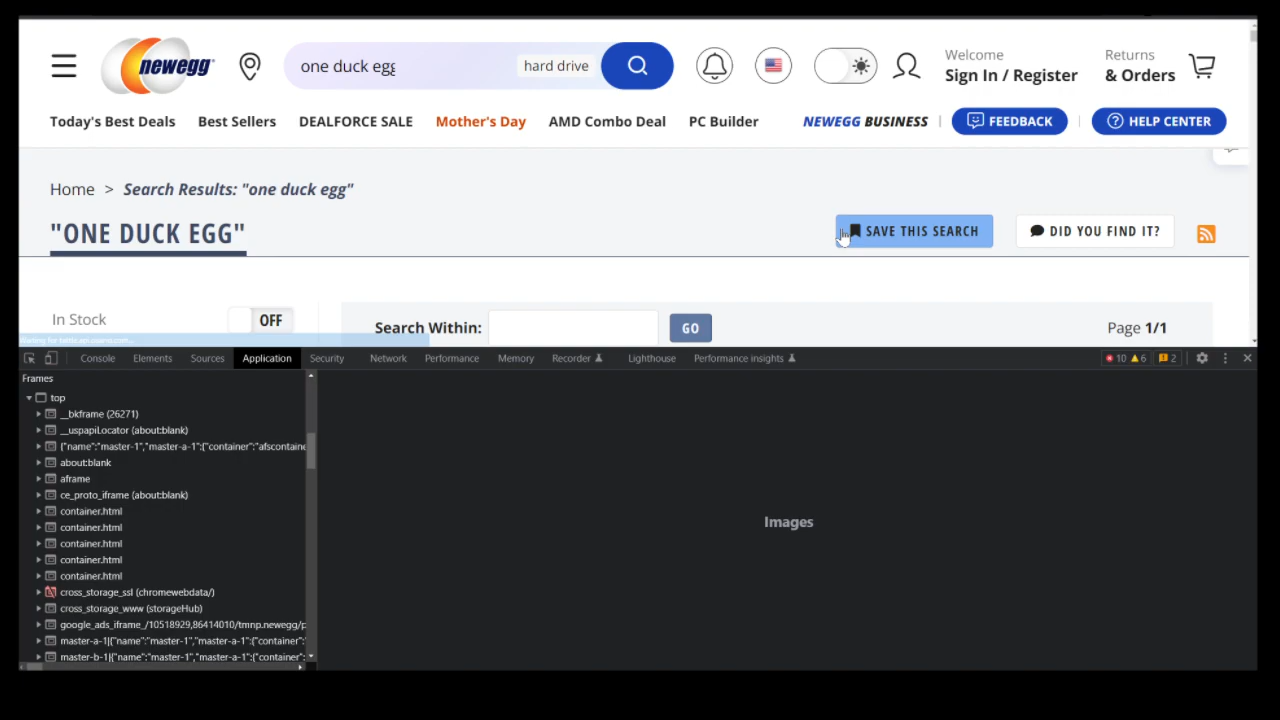 newegg
one duck egg
hard drive
Welcome
Sign In / Register
Returns
& Orders
Today's Best Deals
Best Sellers
DEALFORCE SALE
Mother's Day
AMD Combo Deal
PC Builder
NEWEGG BUSINESS
FEEDBACK
HELP CENTER
Home > Search Results: "one duck egg"
"ONE DUCK EGG"
SAVE THIS SEARCH
DID YOU FIND IT?
In Stock
OFF
Search Within:
GO
Page 1/1
Console
Elements
Sources
Application
Security
Network
Performance
Memory
Recorder
Lighthouse
Performance insights
10
6
2
Frames
top
__bkframe (26271)
__uspapiLocator (about:blank)
{"name":"master-1","master-a-1":{"container":"afscontaine
about:blank
aframe
ce_proto_iframe (about:blank)
container.html
container.html
container.html
container.html
container.html
cross_storage_ssl (chromewebdata/)
cross_storage_www (storageHub)
google_ads_iframe_/10518929,86414010/tmnp.newegg/p
master-a-1|{"name":"master-1","master-a-1":{"container":
master-b-1|{"name":"master-1","master-a-1":{"container":
Images